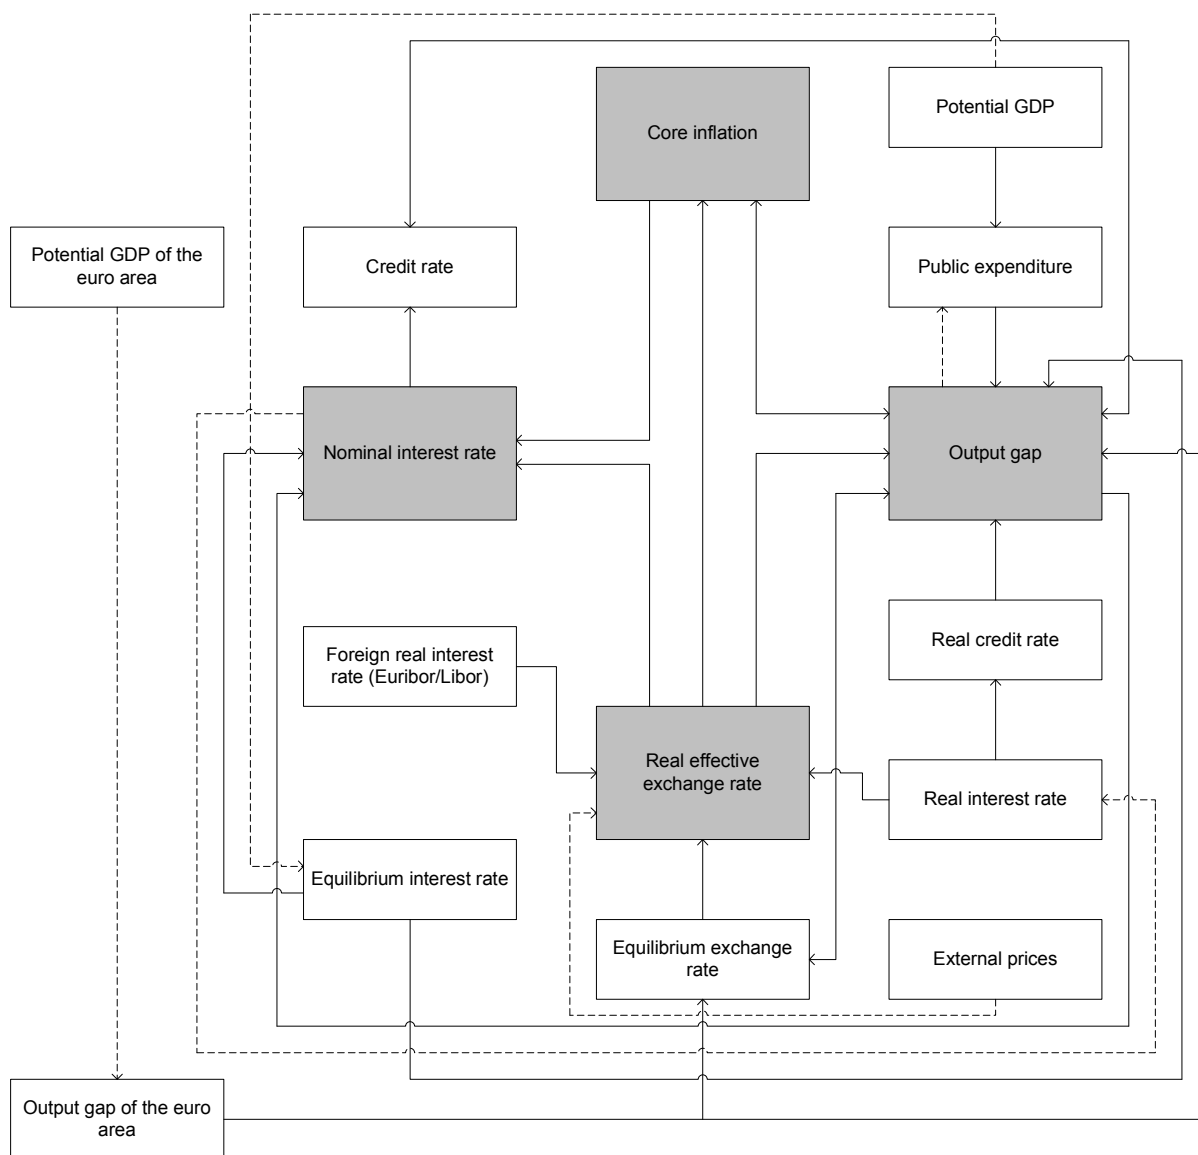 Potential GDP
Core inflation
Potential GDP of the
euro area
Credit rate
Public expenditure
Nominal interest rate
Output gap
Foreign real interest
rate (Euribor/Libor)
Real credit rate
Real effective
exchange rate
Real interest rate
Equilibrium interest rate
Equilibrium exchange
rate
External prices
Output gap of the euro
area